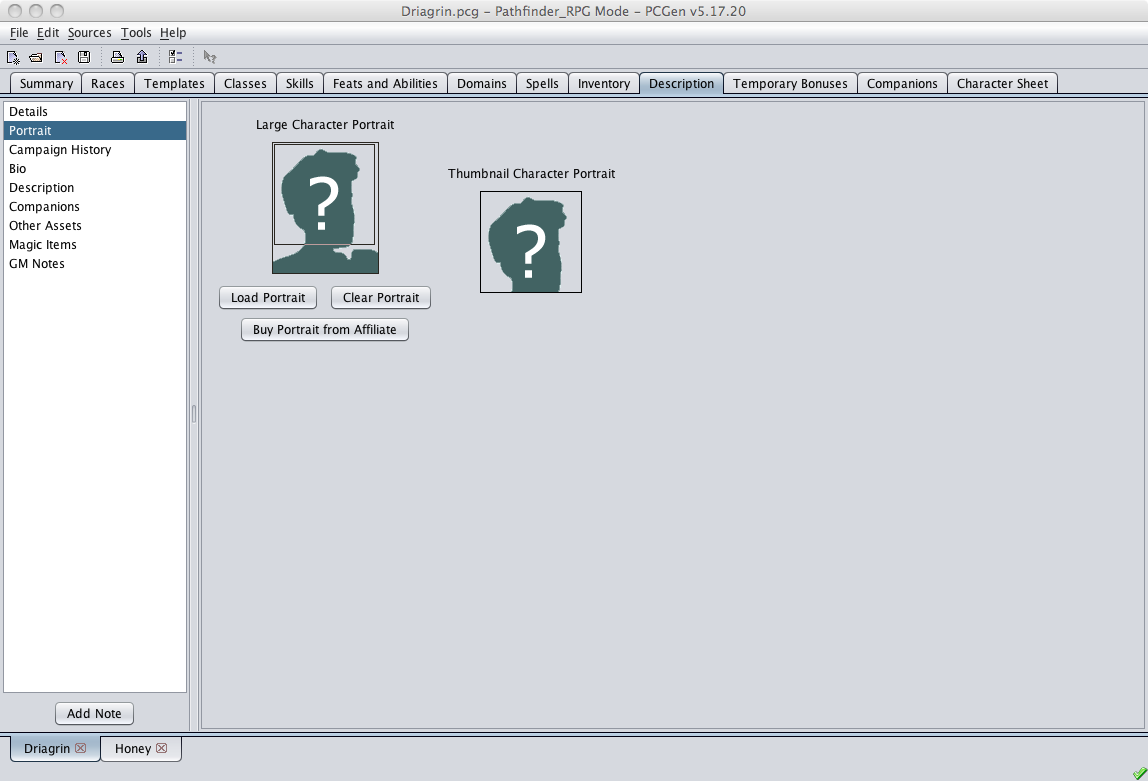 Driagrin.pcg – Pathfinder_RPG Mode – PCGen v5.17.20
File Edit Sources Tools Help
Summary Races Templates Classes Skills Feats and Abilities Domains Spells Inventory Description Temporary Bonuses Companions Character Sheet
Details
Portrait
Campaign History
Bio
Description
Companions
Other Assets
Magic Items
GM Notes
Add Note
Large Character Portrait
?
Load Portrait Clear Portrait
Buy Portrait from Affiliate
Thumbnail Character Portrait
?
Driagrin Honey